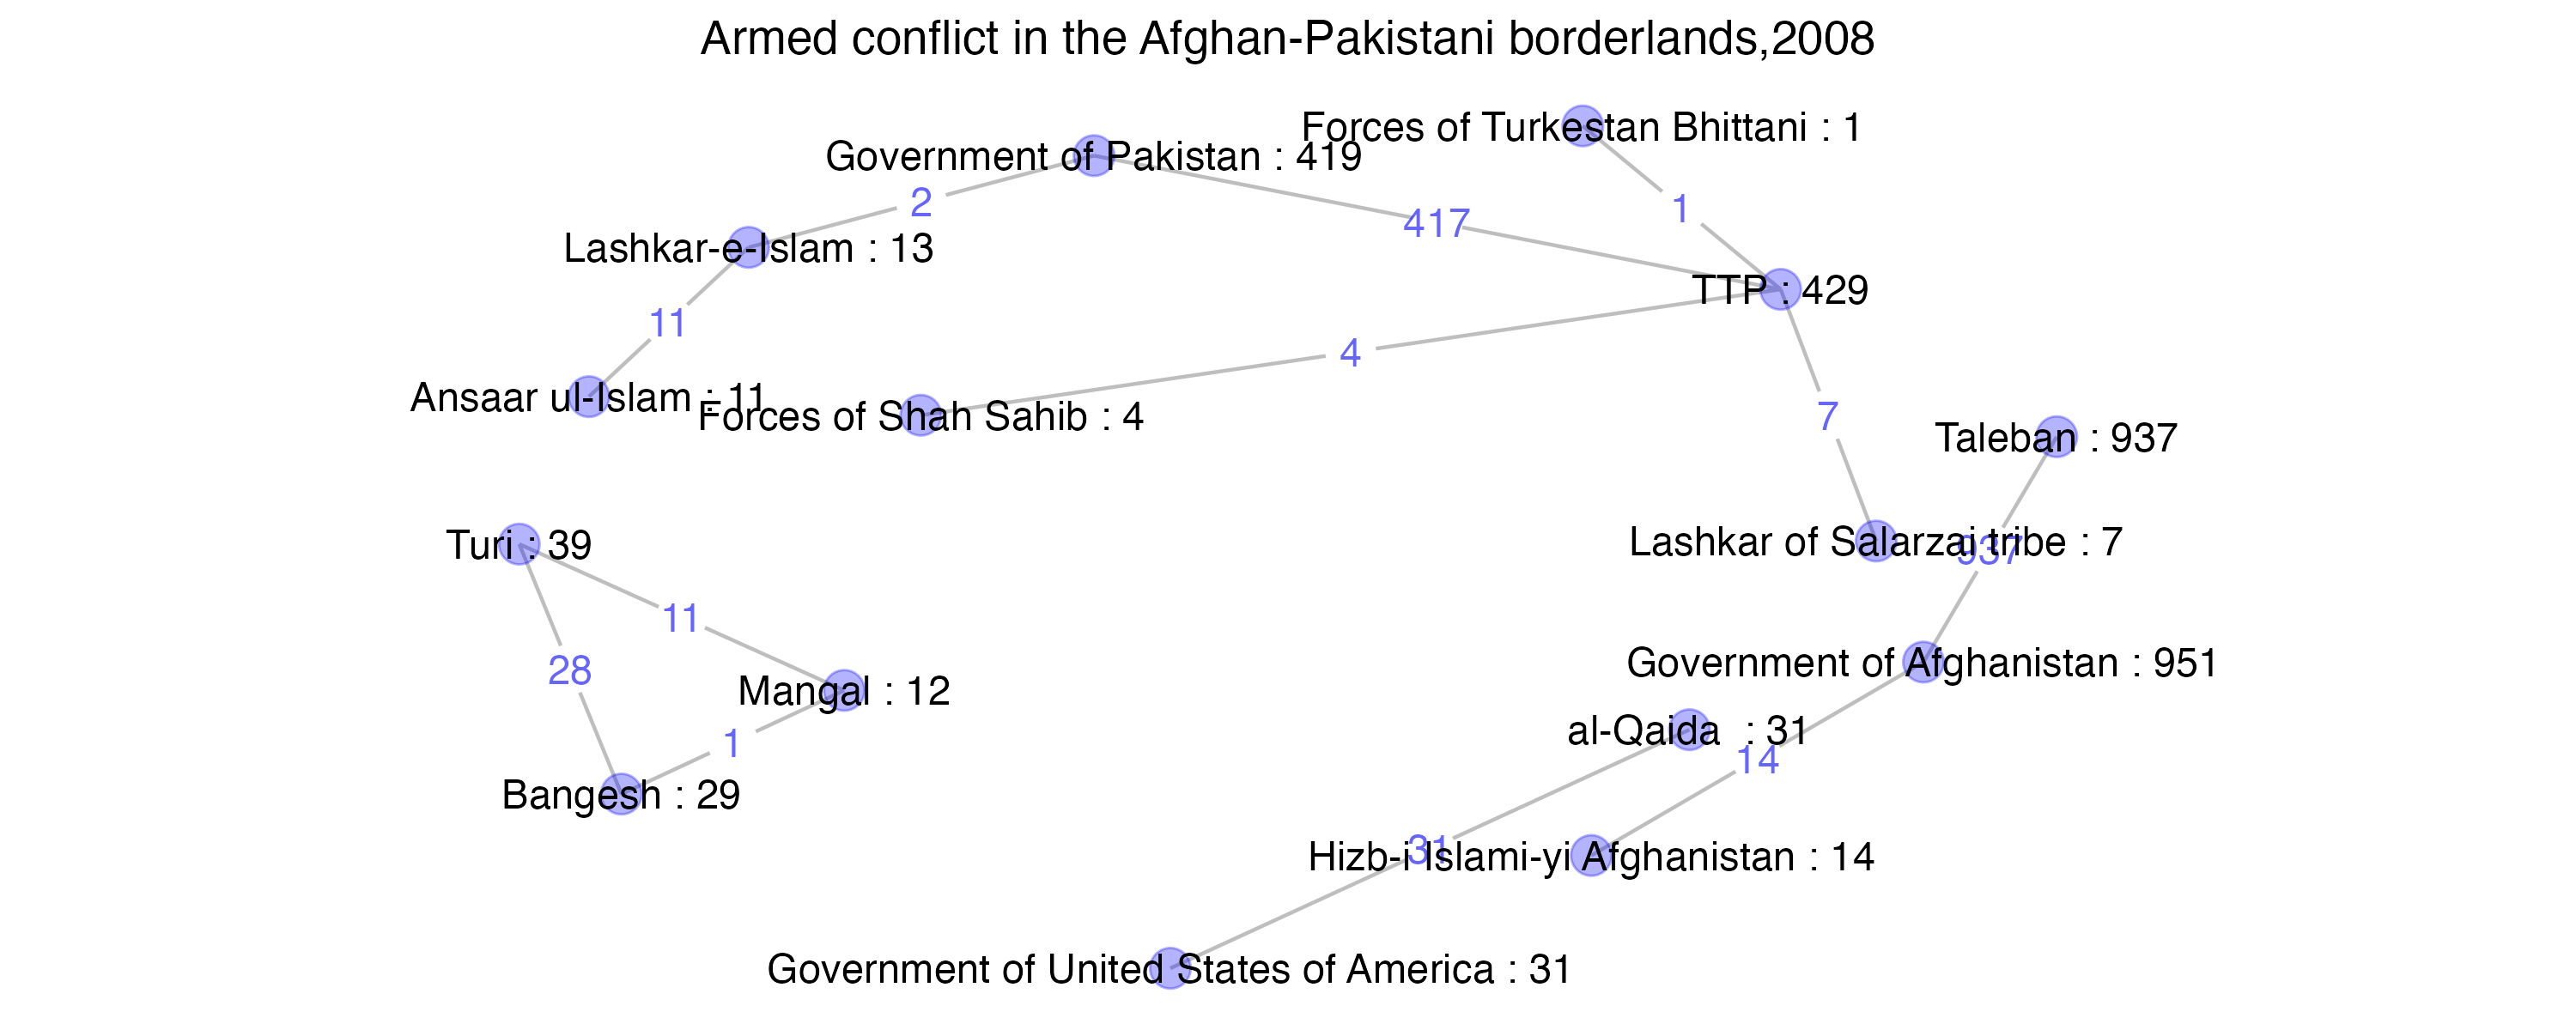 Armed conflict in the Afghan-Pakistani borderlands,2008
Forces of Turkestan Bhittani : 1
Government of Pakistan : 419
2
1
417
Lashkar-e-Islam : 13
TTP : 429
11
4
Ansaar ul-Islam : 11
Forces of Shah Sahib : 4
7
Taleban : 937
Turi : 39
Lashkar of Salarzai tribe : 7
937
11
28
Government of Afghanistan : 951
Mangal : 12
al-Qaida : 31
1
14
Bangesh : 29
31
Hizb-i Islami-yi Afghanistan : 14
Government of United States of America : 31